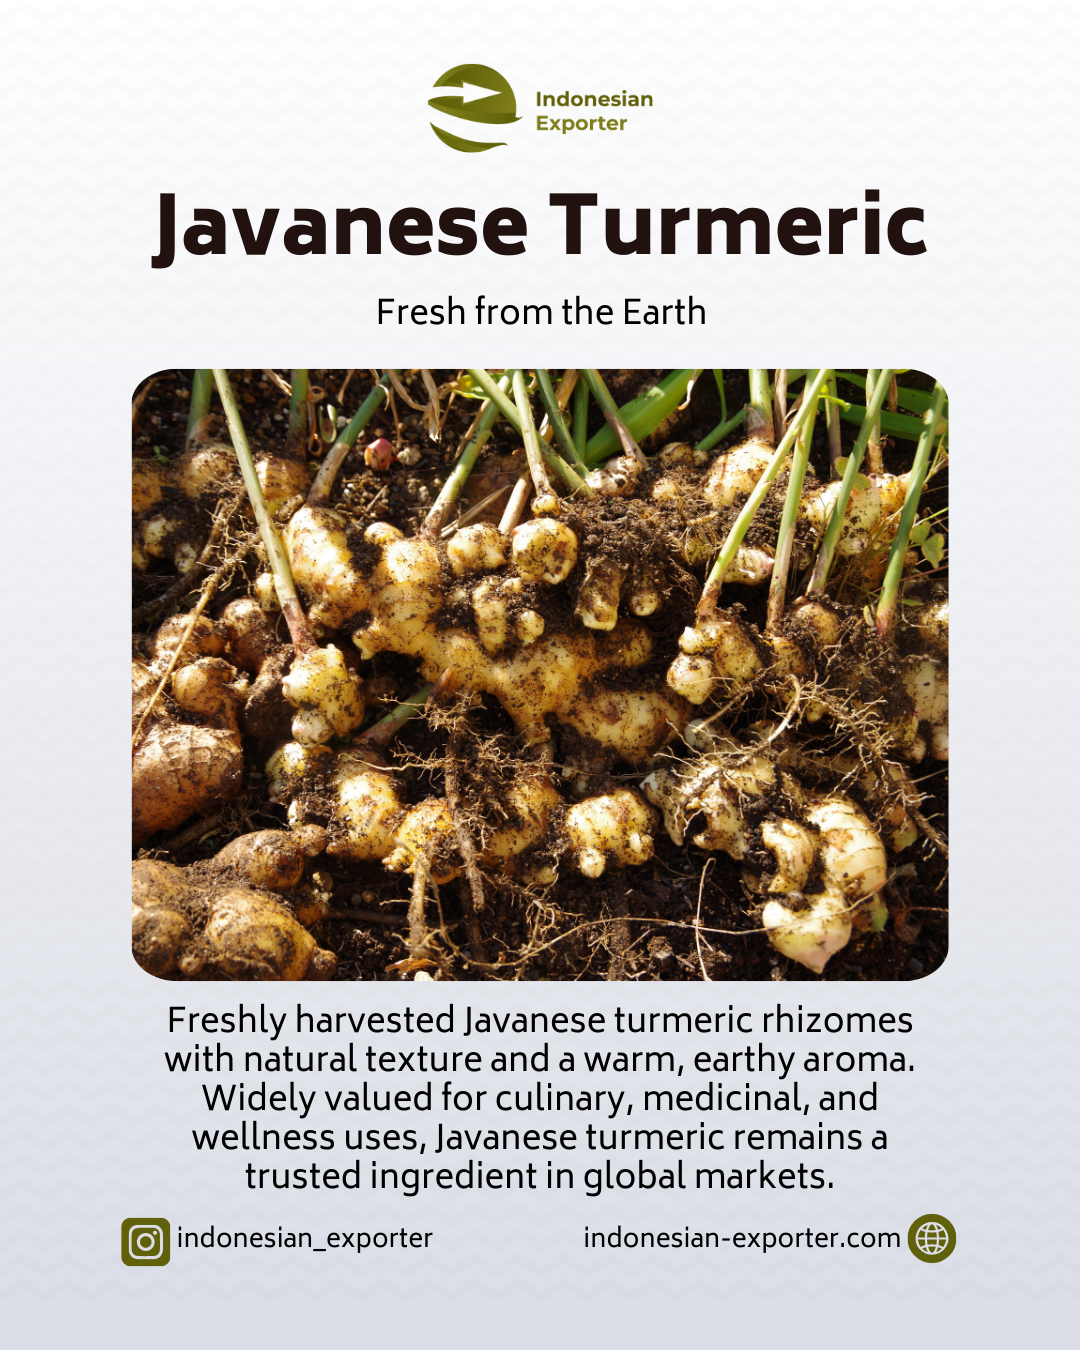 Indonesian
Exporter
Javanese Turmeric
Fresh from the Earth
Freshly harvested Javanese turmeric rhizomes
with natural texture and a warm, earthy aroma.
Widely valued for culinary, medicinal, and
wellness uses, Javanese turmeric remains a
trusted ingredient in global markets.
indonesian_exporter
indonesian-exporter.com